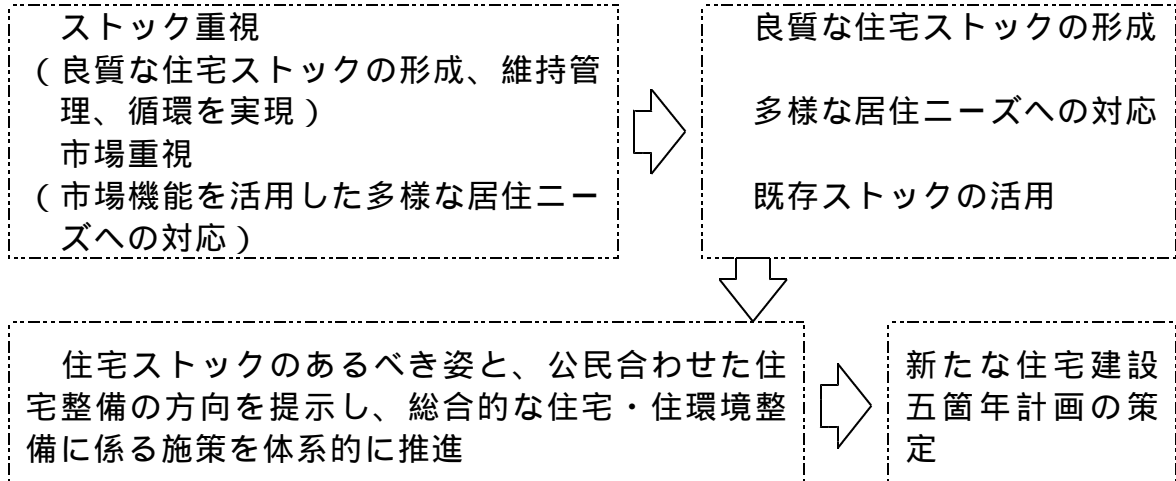 ストック重視
(良質な住宅ストックの形成、維持管
理、循環を実現)
市場重視
(市場機能を活用した多様な居住ニー
ズへの対応)
良質な住宅ストックの形成
多様な居住ニーズへの対応
既存ストックの活用
住宅ストックのあるべき姿と、公民合わせた住
宅整備の方向を提示し、総合的な住宅・住環境整
備に係る施策を体系的に推進
新たな住宅建設
五箇年計画の策
定